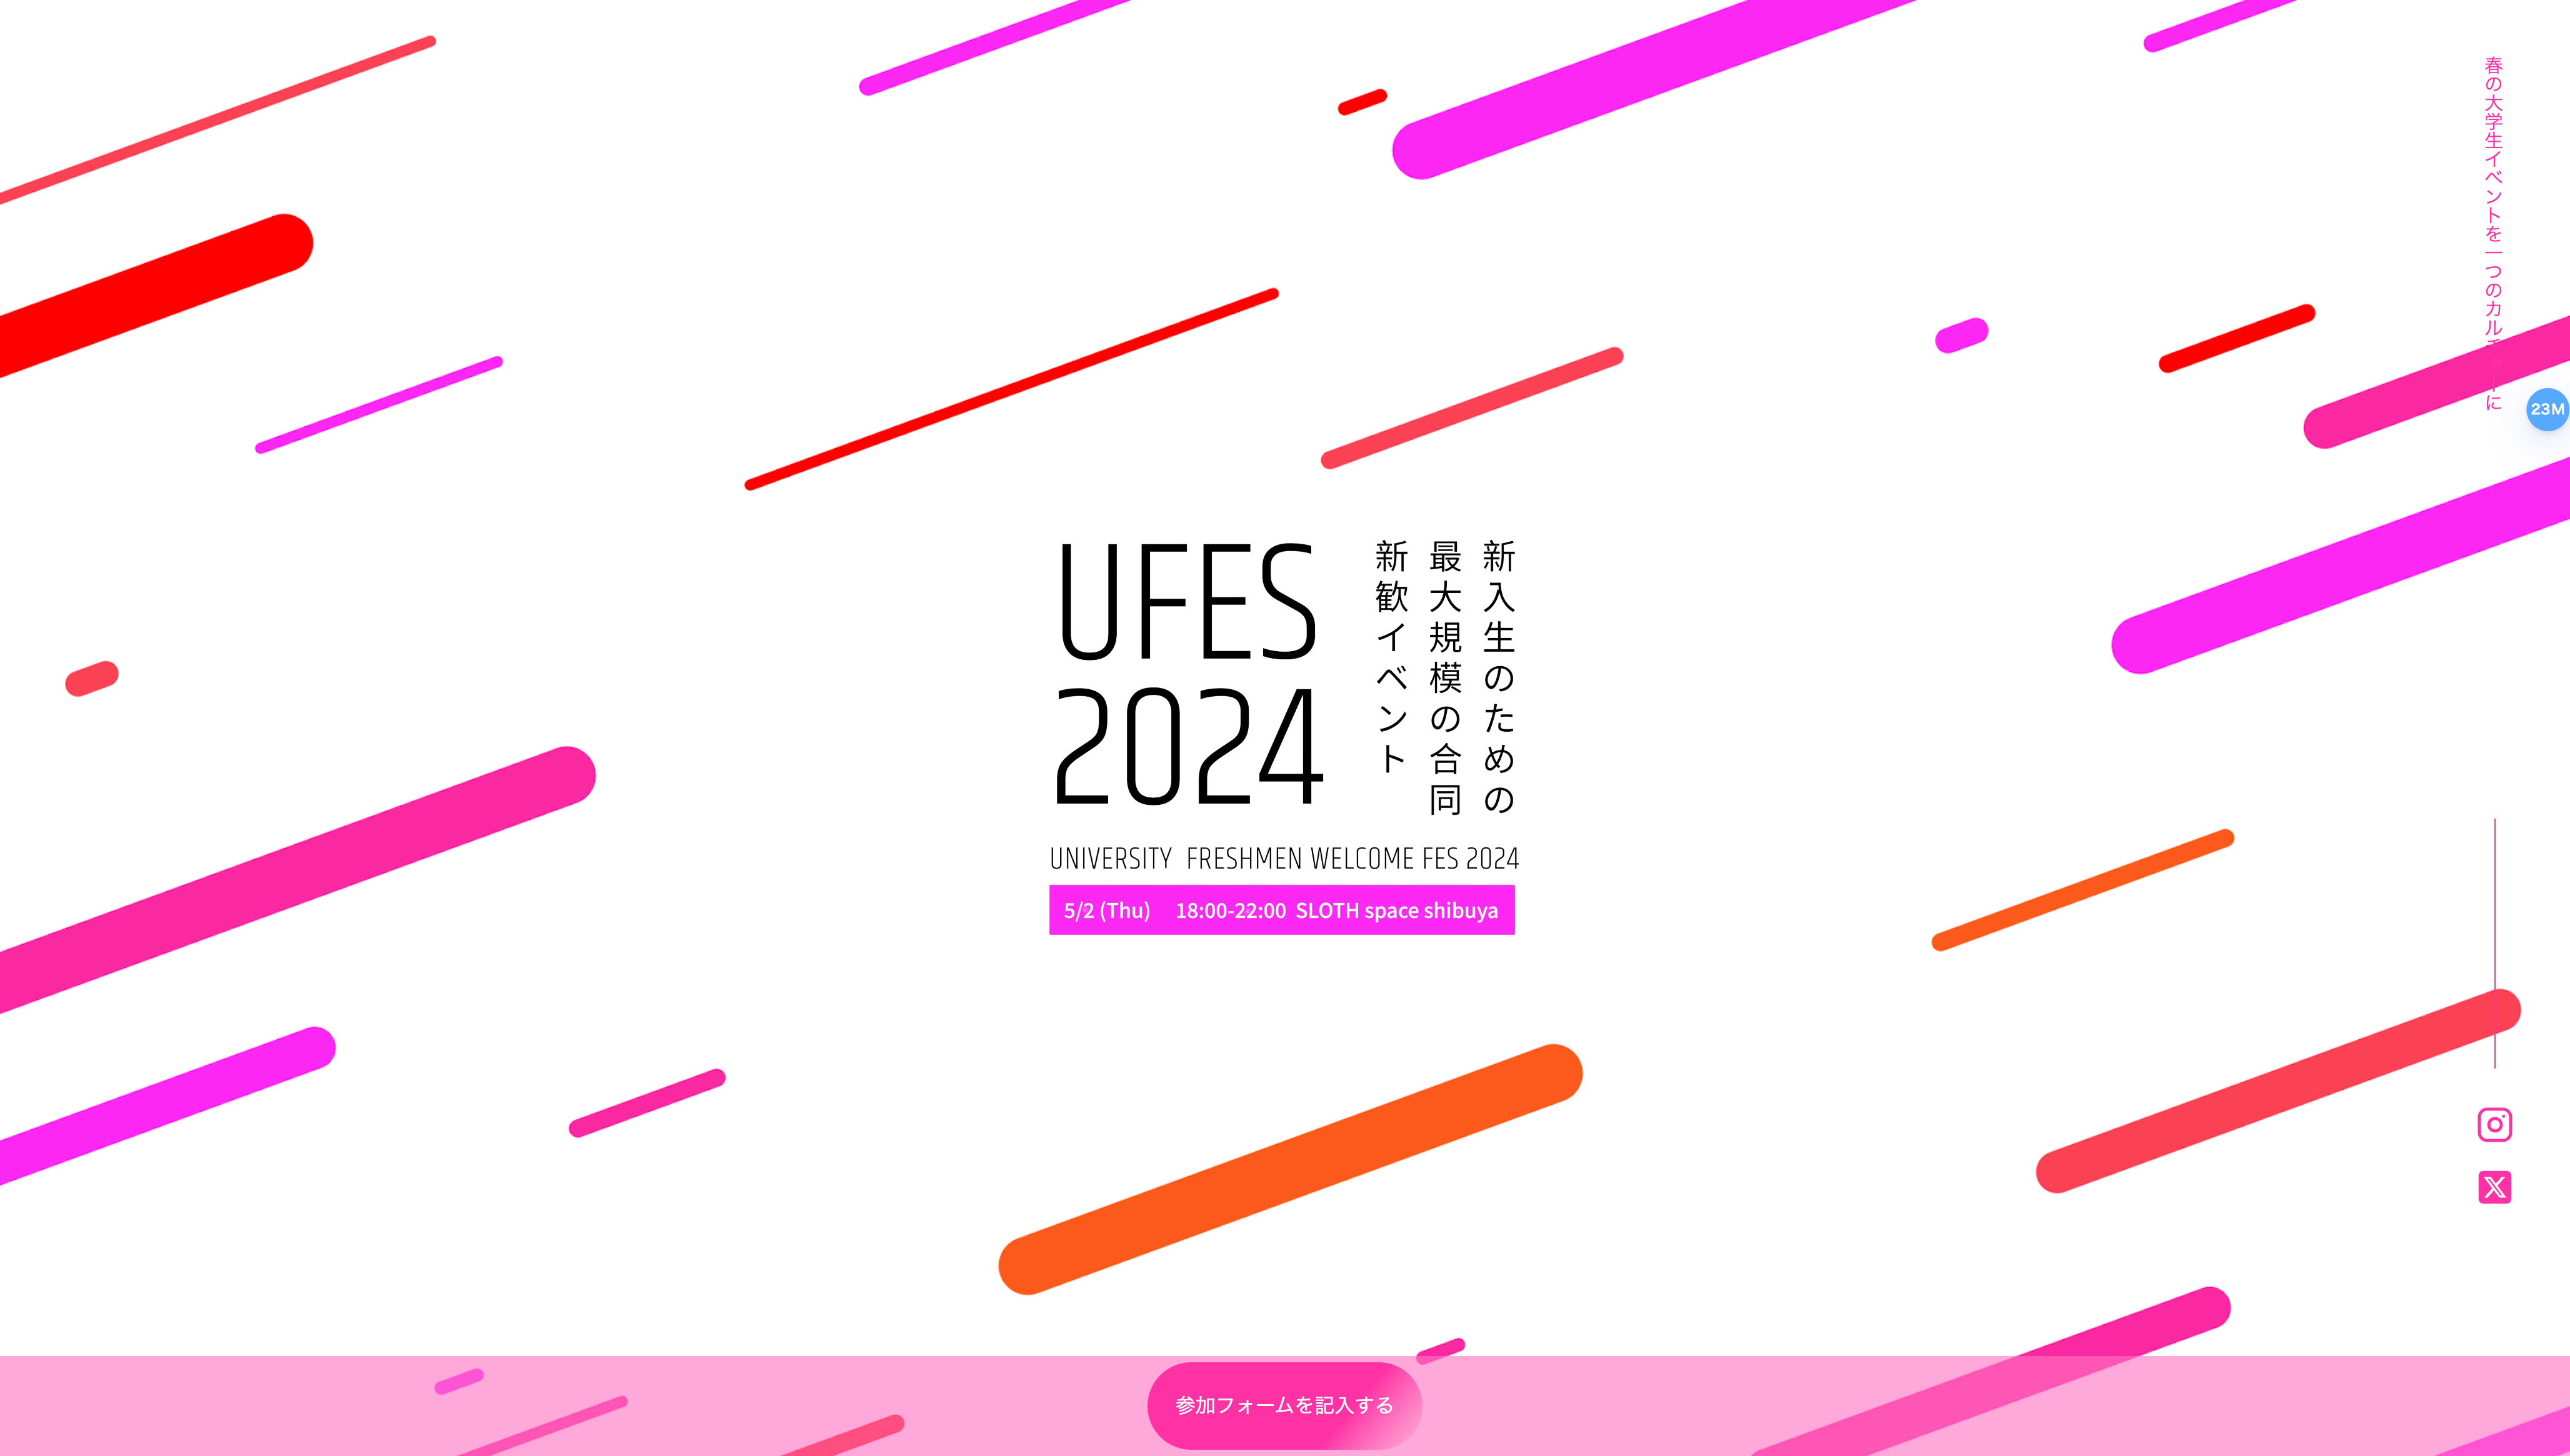 UFES
2024
新入生のための
最大規模の合同
新歓イベント
UNIVERSITY FRESHMEN WELCOME FES 2024
5/2 (Thu) 18:00-22:00 SLOTH space shibuya
春の大学生イベントを一つのカルチャーに
23M
参加フォームを記入する